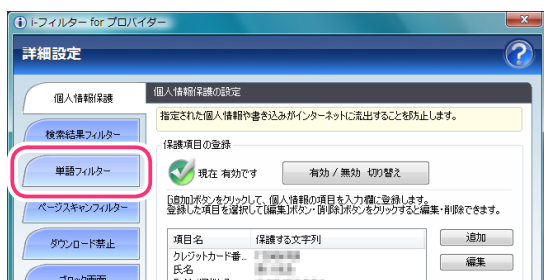 i-フィルター for プロバイダー
詳細設定
個人情報保護
検索結果フィルター
単語フィルター
ページスキャンフィルター
ダウンロード禁止
ブロック画面
個人情報保護の設定
指定された個人情報や書き込みがインターネットに流出することを防止します。
保護項目の登録
現在 有効です
有効 / 無効 切り替え
[追加]ボタンをクリックして、個人情報の項目を入力欄に登録します。
登録した項目を選択して[編集]ボタン・[削除]ボタンをクリックすると編集・削除できます。
項目名 保護する文字列
クレジットカード番..
氏名
追加
編集